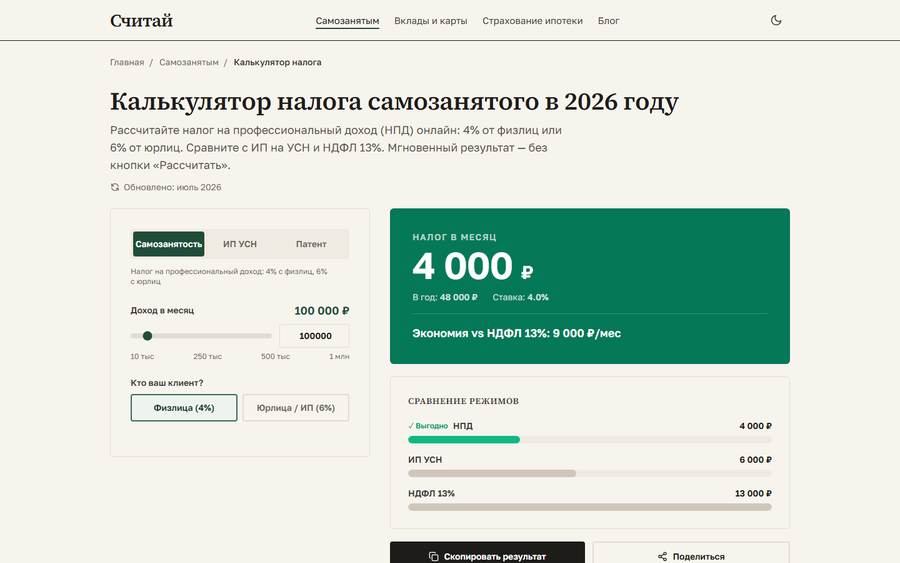 Считай
Самозанятым
Вклады и карты
Страхование ипотеки
Блог
Главная / Самозанятым / Калькулятор налога
Калькулятор налога самозанятого в 2026 году
Рассчитайте налог на профессиональный доход (НПД) онлайн: 4% от физлиц или
6% от юрлиц. Сравните с ИП на УСН и НДФЛ 13%. Мгновенный результат — без
кнопки «Рассчитать».
Обновлено: июль 2026
Самозанятость
ИП УСН
Патент
Налог на профессиональный доход: 4% с физлиц, 6%
с юрлиц
Доход в месяц
100 000 ₽
100000
10 тыс
250 тыс
500 тыс
1 млн
Кто ваш клиент?
Физлица (4%)
Юрлица / ИП (6%)
НАЛОГ В МЕСЯЦ
4 000 ₽
В год: 48 000 ₽
Ставка: 4.0%
Экономия vs НДФЛ 13%: 9 000 ₽/мес
СРАВНЕНИЕ РЕЖИМОВ
✓ Выгодно НПД
4 000 ₽
ИП УСН
6 000 ₽
НДФЛ 13%
13 000 ₽
Скопировать результат
Поделиться